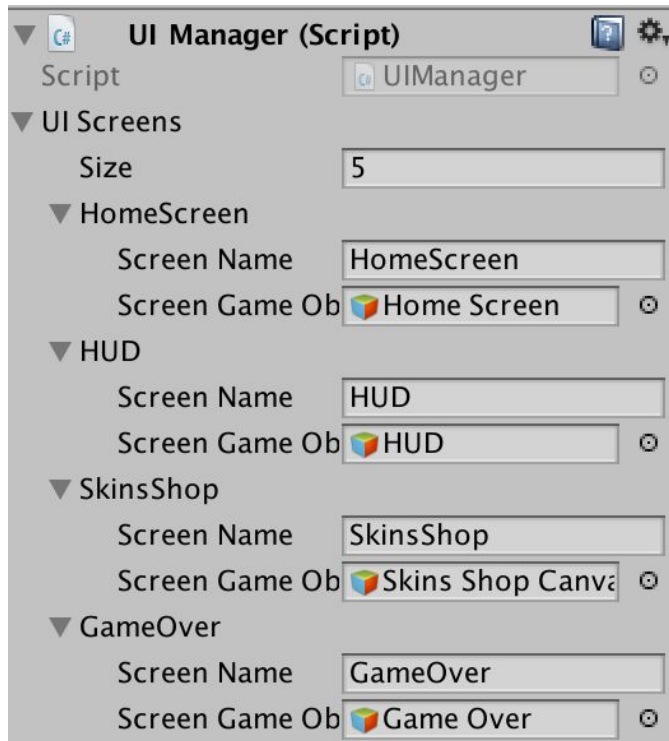 C# UI Manager (Script) ?
Script C# UIManager
UI Screens
Size 5
HomeScreen
Screen Name HomeScreen
Screen Game Ob Home Screen
HUD
Screen Name HUD
Screen Game Ob HUD
SkinsShop
Screen Name SkinsShop
Screen Game Ob Skins Shop Canva
GameOver
Screen Name GameOver
Screen Game Ob Game Over